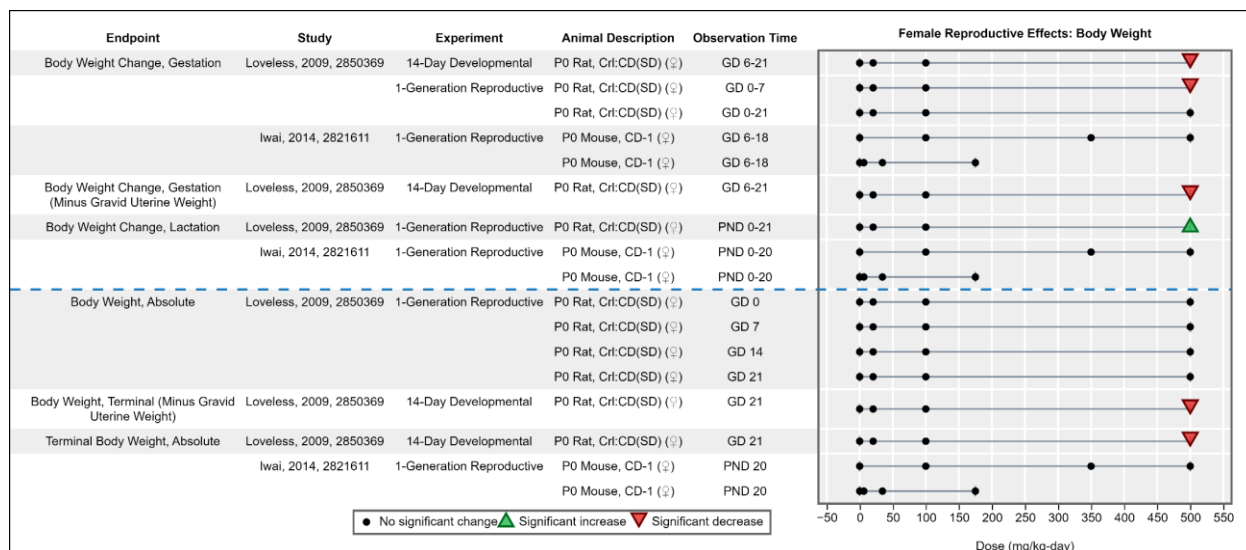 Endpoint Study Experiment Animal Description Observation Time Female Reproductive Effects: Body Weight
Body Weight Change, Gestation Loveless, 2009, 2850369 14-Day Developmental P0 Rat, Crl:CD(SD) (♀) GD 6-21
1-Generation Reproductive P0 Rat, Crl:CD(SD) (♀) GD 0-7
P0 Rat, Crl:CD(SD) (♀) GD 0-21
Iwai, 2014, 2821611 1-Generation Reproductive P0 Mouse, CD-1 (♀) GD 6-18
P0 Mouse, CD-1 (♀) GD 6-18
Body Weight Change, Gestation Loveless, 2009, 2850369 14-Day Developmental P0 Rat, Crl:CD(SD) (♀) GD 6-21
(Minus Gravid Uterine Weight)
Body Weight Change, Lactation Loveless, 2009, 2850369 1-Generation Reproductive P0 Rat, Crl:CD(SD) (♀) PND 0-21
Iwai, 2014, 2821611 1-Generation Reproductive P0 Mouse, CD-1 (♀) PND 0-20
P0 Mouse, CD-1 (♀) PND 0-20
Body Weight, Absolute Loveless, 2009, 2850369 1-Generation Reproductive P0 Rat, Crl:CD(SD) (♀) GD 0
P0 Rat, Crl:CD(SD) (♀) GD 7
P0 Rat, Crl:CD(SD) (♀) GD 14
P0 Rat, Crl:CD(SD) (♀) GD 21
Body Weight, Terminal (Minus Gravid Loveless, 2009, 2850369 14-Day Developmental P0 Rat, Crl:CD(SD) (♀) GD 21
Uterine Weight)
Terminal Body Weight, Absolute Loveless, 2009, 2850369 14-Day Developmental P0 Rat, Crl:CD(SD) (♀) GD 21
Iwai, 2014, 2821611 1-Generation Reproductive P0 Mouse, CD-1 (♀) PND 20
P0 Mouse, CD-1 (♀) PND 20
No significant change Significant increase Significant decrease
−50 0 50 100 150 200 250 300 350 400 450 500 550
Dose (mg/kg-day)